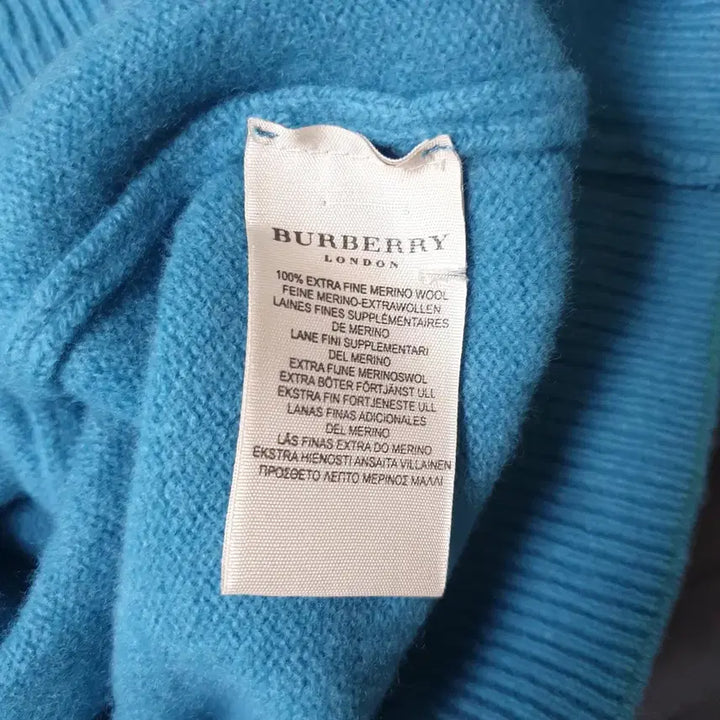 BURBERRY
LONDON
100% EXTRA FINE MERINO WOOL
FEINE MERINO-EXTRAWOLLEN
LAINES FINES SUPPLÉMENTAIRES
DE MERINO
LANE FINI SUPPLEMENTARI
DEL MERINO
EXTRA FIJNE MERINOSWOL
EXTRA BÖTER FÖRTJÄNST ULL
EKSTRA FIN FORTJENESTE ULL
LANAS FINAS ADICIONALES
DEL MERINO
LÃS FINAS EXTRA DO MERINO
EKSTRA HIENOSTI ANSAITA VILLAINEN
ΠΡΟΣΘΕΤΟ ΛΕΠΤΟ ΜΕΡΙΝΟΣ ΜΑΛΛΙ